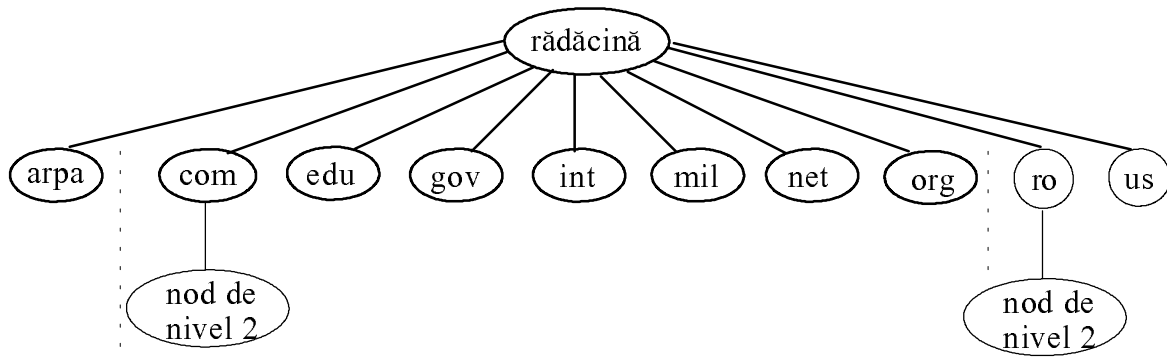 rădăcină
arpa com edu gov int mil net org ro us
nod de
nivel 2
nod de
nivel 2